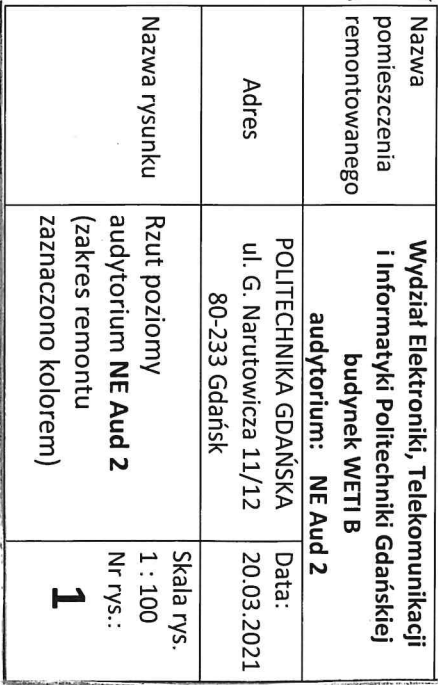 Nazwa
pomieszczenia
remontowanego
Wydział Elektroniki, Telekomunikacji
i Informatyki Politechniki Gdańskiej
budynek WETI B
audytorium: NE Aud 2
Adres
POLITECHNIKA GDAŃSKA
ul. G. Narutowicza 11/12
80-233 Gdańsk
Data:
20.03.2021
Nazwa rysunku
Rzut poziomy
audytorium NE Aud 2
(zakres remontu
zaznaczono kolorem)
Skala rys.
1 : 100
Nr rys.:
1